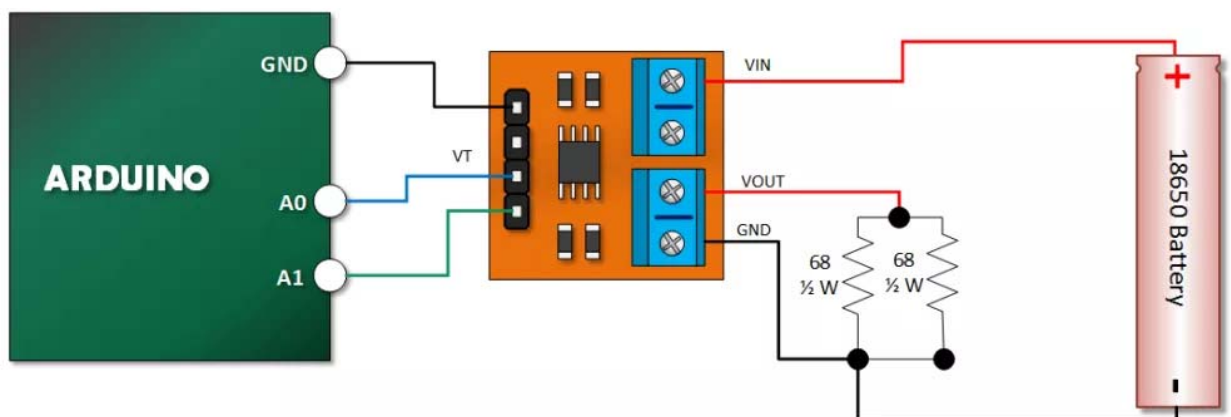 GND
ARDUINO
A0
A1
VT
VIN
VOUT
GND
68
½ W
68
½ W
+
18650 Battery
-